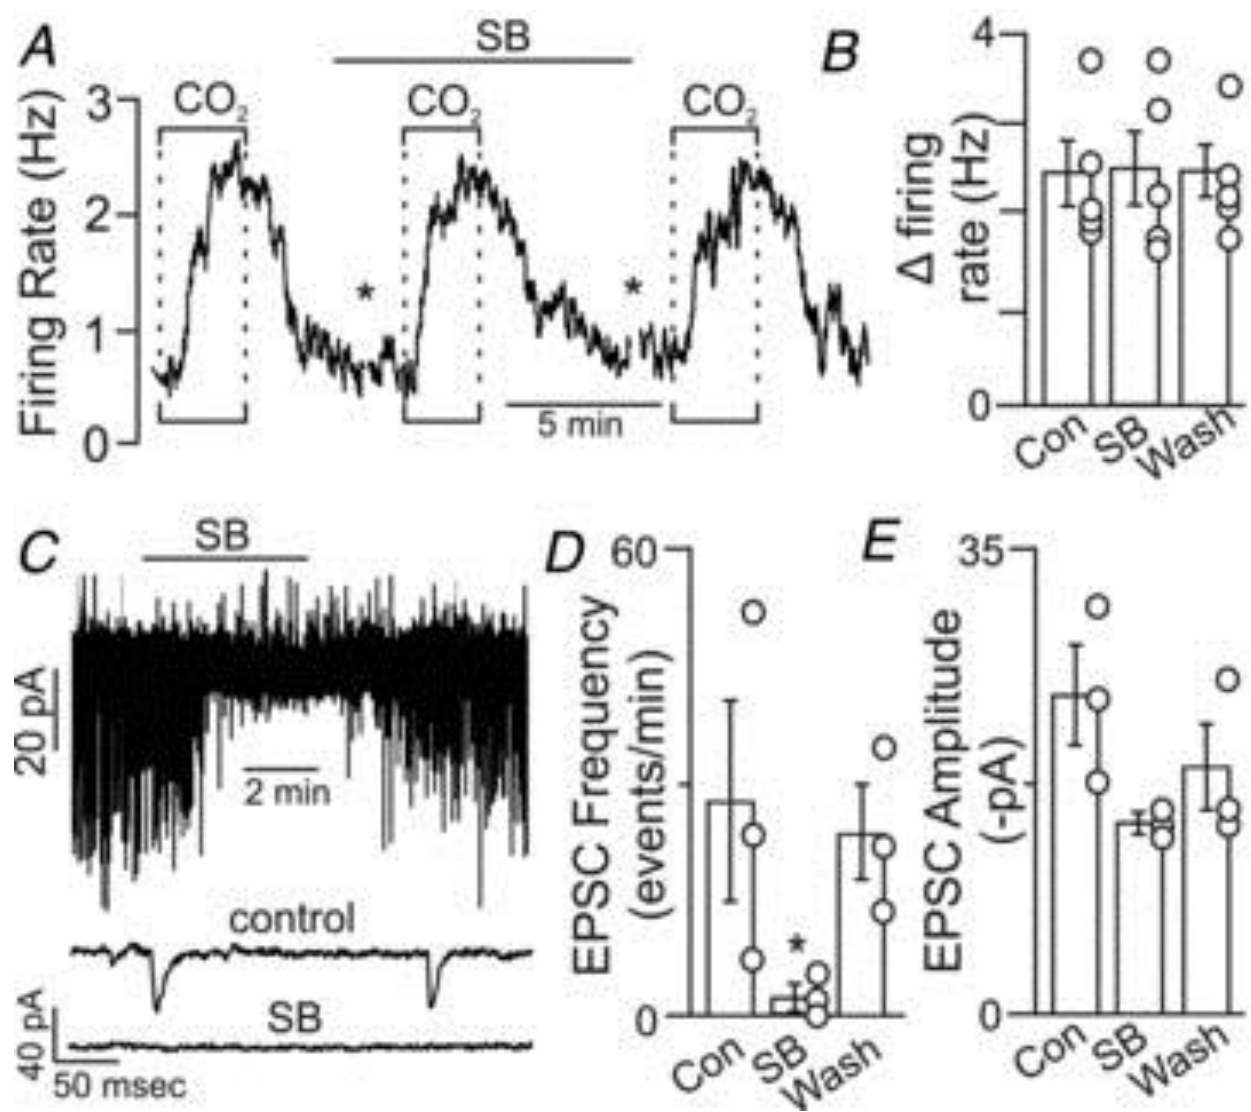 A
SB
CO2
CO2
CO2
Firing Rate (Hz)
3
2
1
0
*
*
5 min
B
Δ firing
rate (Hz)
4
0
Con
SB
Wash
C
SB
20 pA
2 min
control
SB
40 pA
50 msec
D
EPSC Frequency
(events/min)
60
0
*
Con
SB
Wash
E
EPSC Amplitude
(-pA)
35
0
Con
SB
Wash